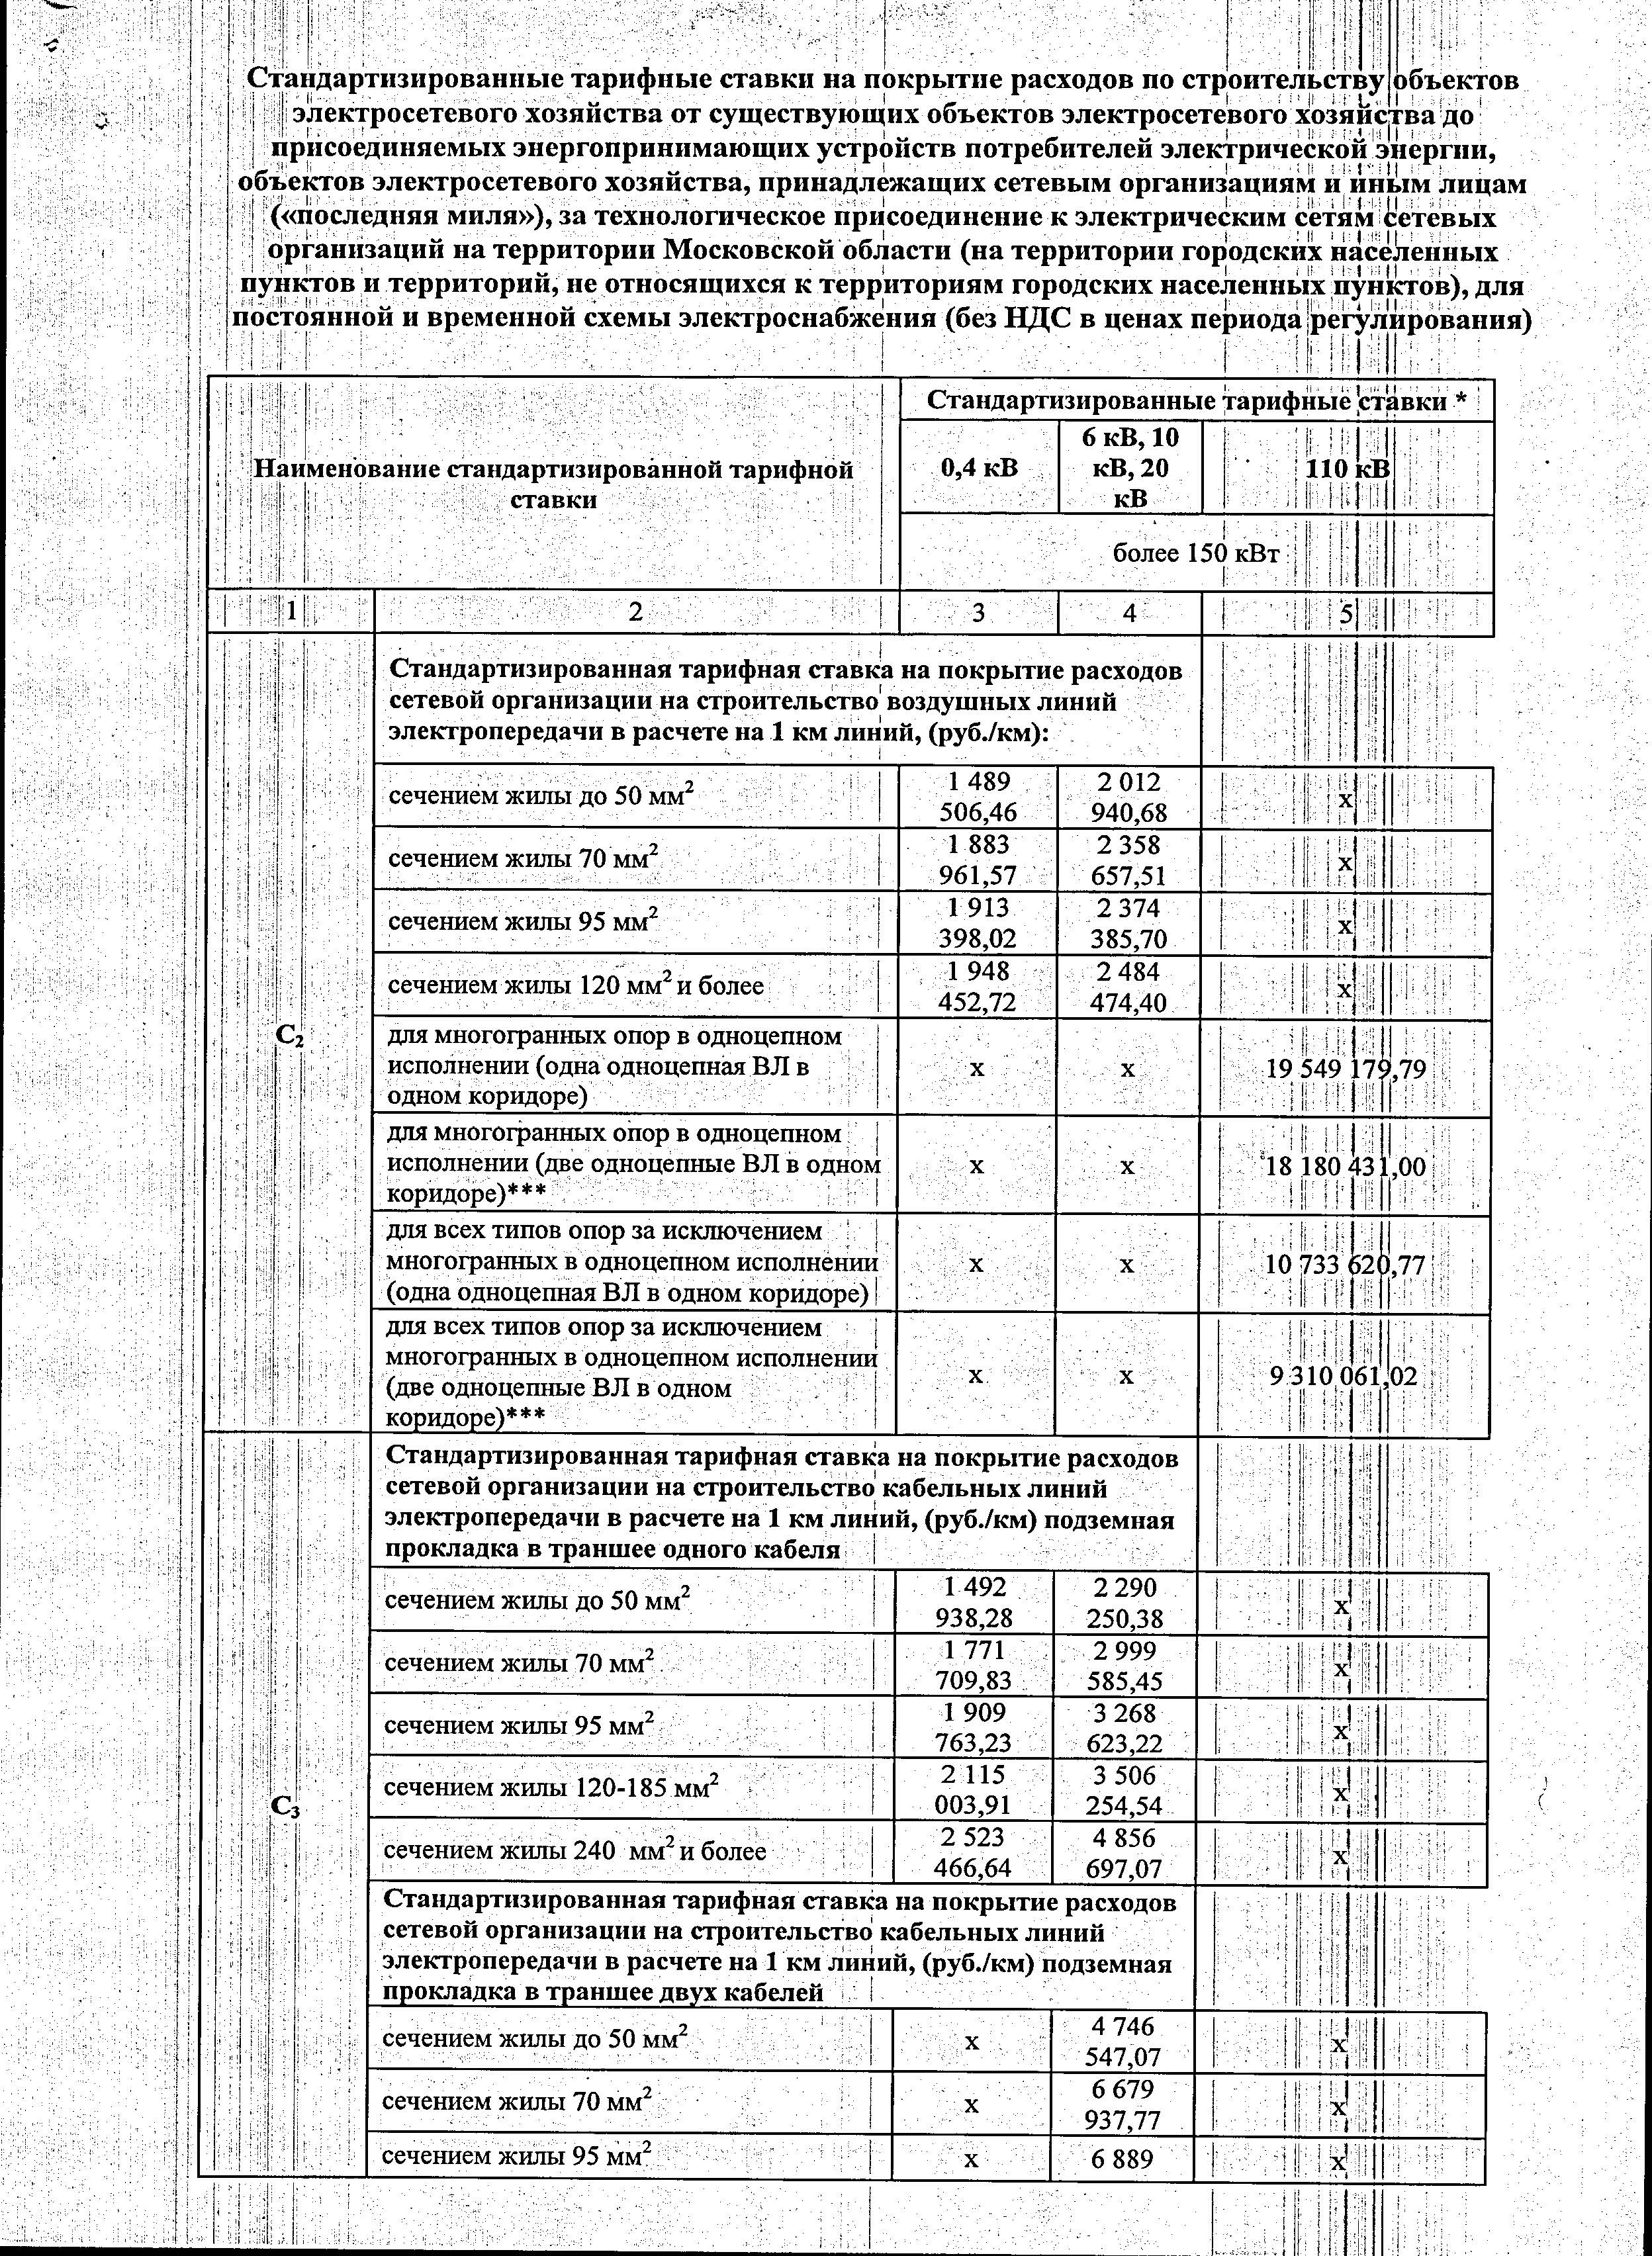 Стандартизированные тарифные ставки на покрытие расходов по строительству объектов
электросетевого хозяйства от существующих объектов электросетевого хозяйства до
присоединяемых энергопринимающих устройств потребителей электрической энергии,
объектов электросетевого хозяйства, принадлежащих сетевым организациям и иным лицам
(«последняя миля»), за технологическое присоединение к электрическим сетям сетевых
организаций на территории Московской области (на территории городских населенных
пунктов и территорий, не относящихся к территориям городских населенных пунктов), для
постоянной и временной схемы электроснабжения (без НДС в ценах периода регулирования)
Наименование стандартизированной тарифной
ставки
Стандартизированные тарифные ставки *
0,4 кВ
6 кВ, 10
кВ, 20
кВ
110 кВ
более 150 кВт
1 2 3 4 5
С2
Стандартизированная тарифная ставка на покрытие расходов
сетевой организации на строительство воздушных линий
электропередачи в расчете на 1 км линий, (руб./км):
сечением жилы до 50 мм²
1 489
506,46
2 012
940,68
х
сечением жилы 70 мм²
1 883
961,57
2 358
657,51
х
сечением жилы 95 мм²
1 913
398,02
2 374
385,70
х
сечением жилы 120 мм² и более
1 948
452,72
2 484
474,40
х
для многогранных опор в одноцепном
исполнении (одна одноцепная ВЛ в
одном коридоре)
х х 19 549 179,79
для многогранных опор в одноцепном
исполнении (две одноцепные ВЛ в одном
коридоре)***
х х 18 180 431,00
для всех типов опор за исключением
многогранных в одноцепном исполнении
(одна одноцепная ВЛ в одном коридоре)
х х 10 733 620,77
для всех типов опор за исключением
многогранных в одноцепном исполнении
(две одноцепные ВЛ в одном
коридоре)***
х х 9 310 061,02
С3
Стандартизированная тарифная ставка на покрытие расходов
сетевой организации на строительство кабельных линий
электропередачи в расчете на 1 км линий, (руб./км) подземная
прокладка в траншее одного кабеля
сечением жилы до 50 мм²
1 492
938,28
2 290
250,38
х
сечением жилы 70 мм²
1 771
709,83
2 999
585,45
х
сечением жилы 95 мм²
1 909
763,23
3 268
623,22
х
сечением жилы 120-185 мм²
2 115
003,91
3 506
254,54
х
сечением жилы 240 мм² и более
2 523
466,64
4 856
697,07
х
Стандартизированная тарифная ставка на покрытие расходов
сетевой организации на строительство кабельных линий
электропередачи в расчете на 1 км линий, (руб./км) подземная
прокладка в траншее двух кабелей
сечением жилы до 50 мм²
х
4 746
547,07
х
сечением жилы 70 мм²
х
6 679
937,77
х
сечением жилы 95 мм²
х
6 889
х